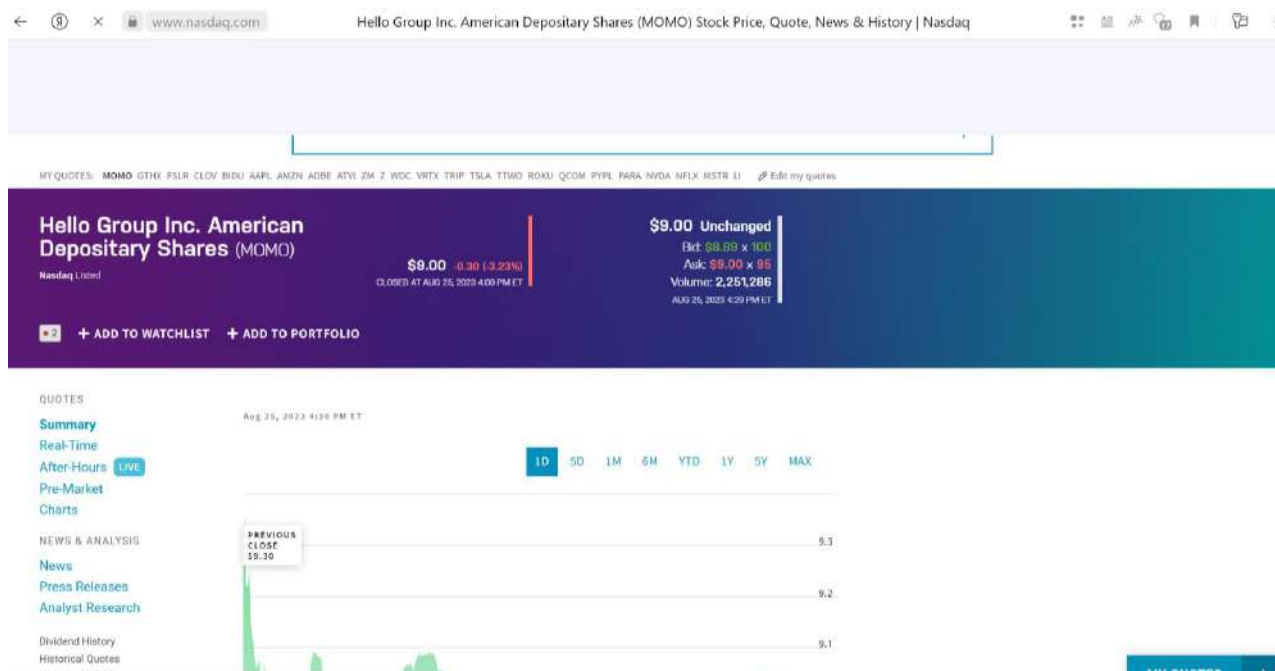 www.nasdaq.com
Hello Group Inc. American Depositary Shares (MOMO) Stock Price, Quote, News & History | Nasdaq
MY QUOTES: MOMO GTHX FSLR CLOV BIDU AAPL AMZN ADBE ATVI ZM Z WDC VRTX TRIP TSLA TTWO ROKU QCOM PYPL PARA NVDA NFLX MSTR LI Edit my quotes
Hello Group Inc. American
Depositary Shares (MOMO)
Nasdaq Listed
$9.00 -0.30 (-3.23%)
CLOSED AT AUG 25, 2023 4:00 PM ET
$9.00 Unchanged
Bid: $8.89 x 100
Ask: $9.00 x 95
Volume: 2,251,286
AUG 25, 2023 4:29 PM ET
2
+ ADD TO WATCHLIST + ADD TO PORTFOLIO
QUOTES
Summary
Real-Time
After-Hours LIVE
Pre-Market
Charts
NEWS & ANALYSIS
News
Press Releases
Analyst Research
Dividend History
Historical Quotes
Aug 25, 2023 4:30 PM ET
1D 5D 1M 6M YTD 1Y 5Y MAX
PREVIOUS
CLOSE
$9.30
9.3
9.2
9.1
MY QUOTES